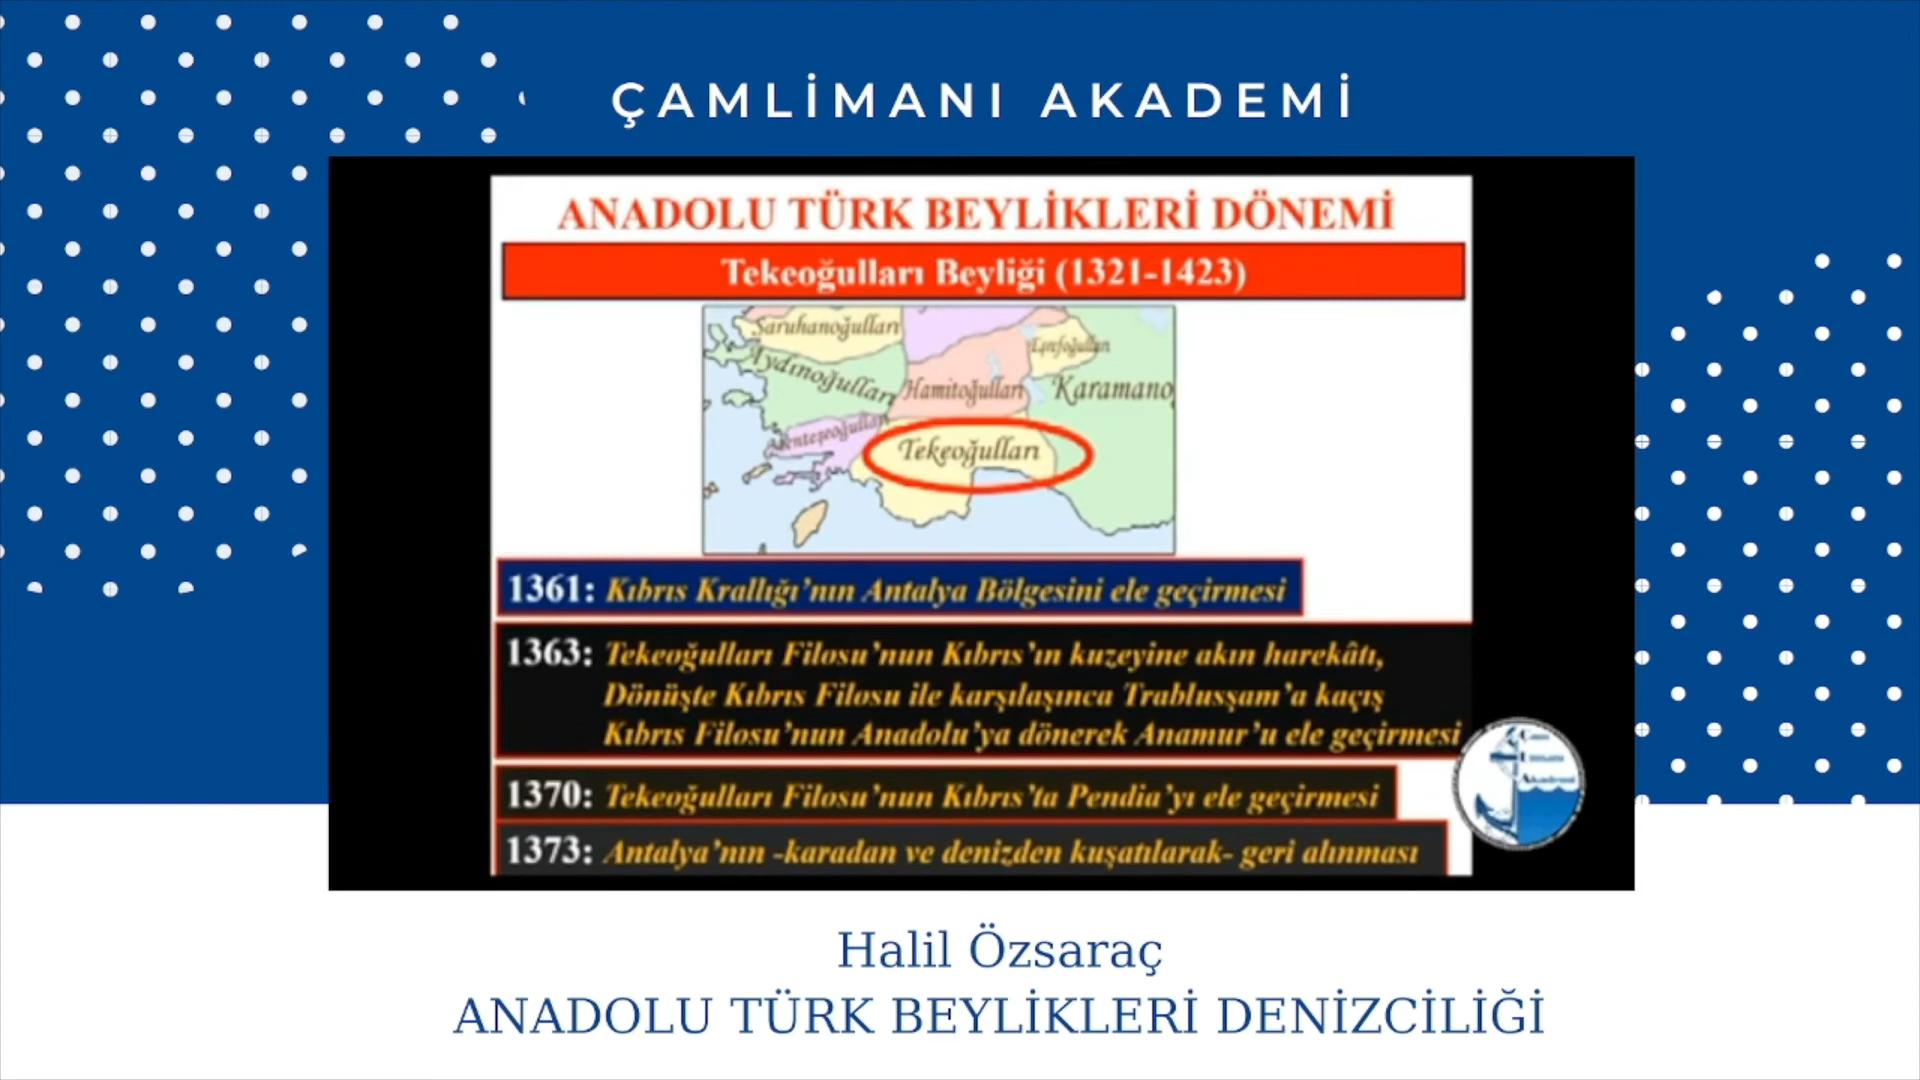 ÇAMLİMANI AKADEMİ
ANADOLU TÜRK BEYLİKLERİ DÖNEMİ
Tekeoğulları Beyliği (1321-1423)
Saruhanoğulları
Eşrefoğulları
Aydınoğulları
Hamitoğulları
Karamano
Menteşeoğulları
Tekeoğulları
1361: Kıbrıs Krallığı’nın Antalya Bölgesini ele geçirmesi
1363: Tekeoğulları Filosu’nun Kıbrıs’ın kuzeyine akın harekâtı,
Dönüşte Kıbrıs Filosu ile karşılaşınca Trablusşam’a kaçış
Kıbrıs Filosu’nun Anadolu’ya dönerek Anamur’u ele geçirmesi
1370: Tekeoğulları Filosu’nun Kıbrıs’ta Pendia’yı ele geçirmesi
1373: Antalya’nın -karadan ve denizden kuşatılarak- geri alınması
Halil Özsaraç
ANADOLU TÜRK BEYLİKLERİ DENİZCİLİĞİ